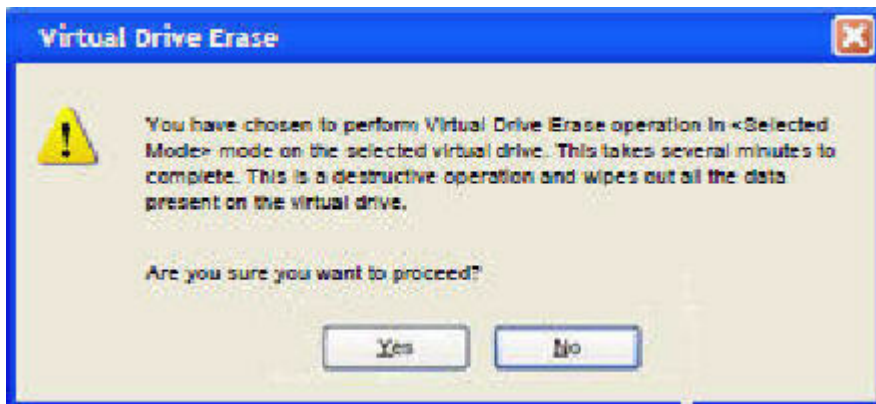 Virtual Drive Erase
You have chosen to perform Virtual Drive Erase operation in <Selected
Mode> mode on the selected virtual drive. This takes several minutes to
complete. This is a destructive operation and wipes out all the data
present on the virtual drive.
Are you sure you want to proceed?
Yes No